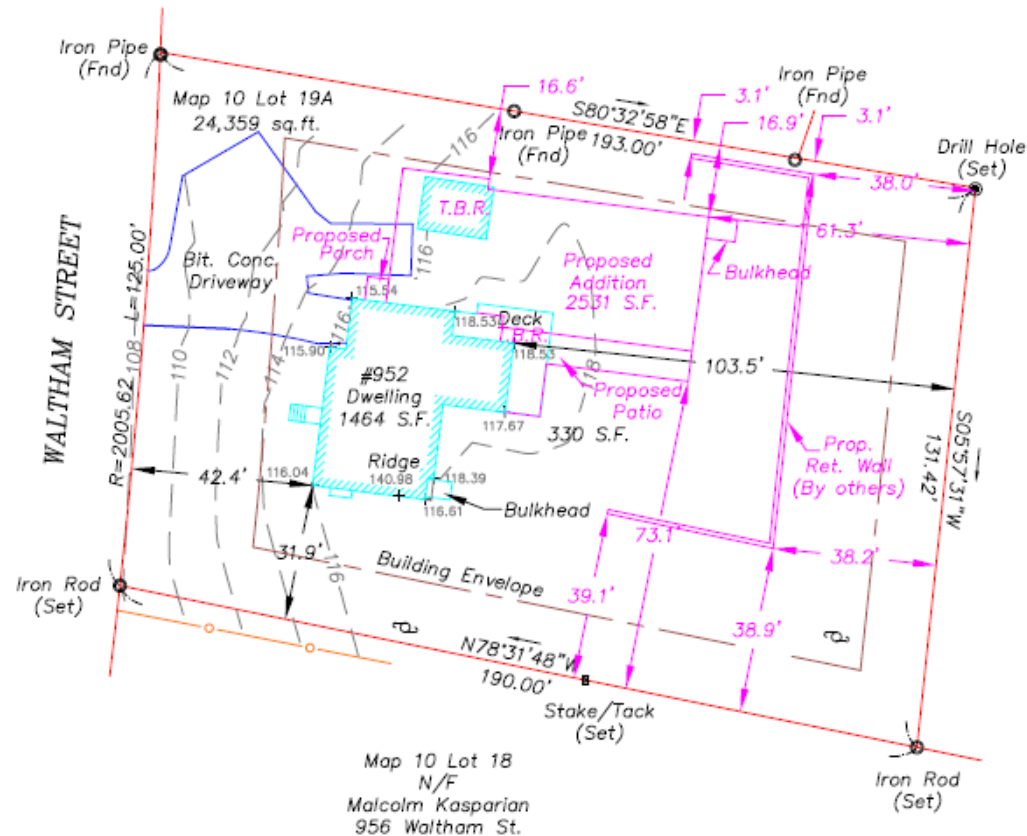 Iron Pipe
(Fnd)
Map 10 Lot 19A
24,359 sq.ft.
116
16.6'
Iron Pipe
(Fnd)
S80°32'58"E
193.00'
3.1'
16.9'
Iron Pipe
(Fnd)
3.1'
Drill Hole
(Set)
38.0'
61.3'
WALTHAM STREET
R=2005.62
108
L=125.00'
Bit. Conc.
Driveway
Proposed
Porch
T.B.R.
116
Proposed
Addition
2531 S.F.
Bulkhead
110
112
114
116
115.54
115.90
118.53
Deck
T.B.R.
118.53
118
103.5'
#952
Dwelling
1464 S.F.
Proposed
Patio
117.67
330 S.F.
Prop.
Ret. Wall
(By others)
S05°57'31"W
131.42'
42.4'
116.04
Ridge
140.98
118.39
116.61
Bulkhead
31.9'
116
Building Envelope
39.1'
73.1'
38.2'
38.9'
Iron Rod
(Set)
N78°31'48"W
190.00'
Stake/Tack
(Set)
Iron Rod
(Set)
Map 10 Lot 18
N/F
Malcolm Kasparian
956 Waltham St.